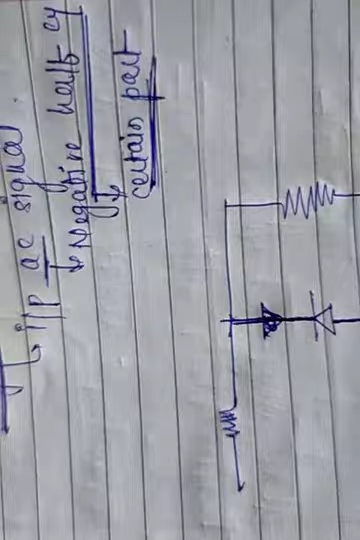 i/p ac signal.
↓ Negative half cy
↓
certain part